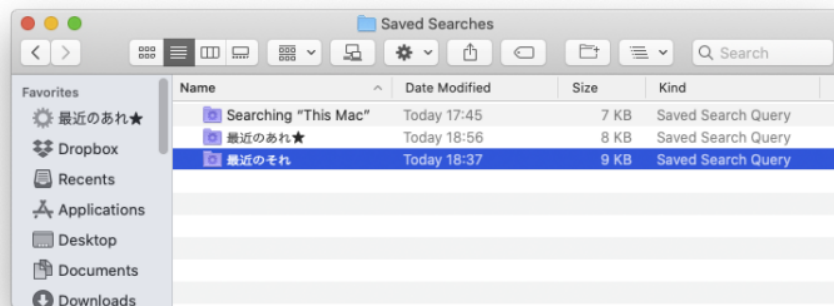 Saved Searches
Search
Favorites
最近のあれ★
Dropbox
Recents
Applications
Desktop
Documents
Downloads
Name Date Modified Size Kind
Searching “This Mac” Today 17:45 7 KB Saved Search Query
最近のあれ★ Today 18:56 8 KB Saved Search Query
最近のそれ Today 18:37 9 KB Saved Search Query